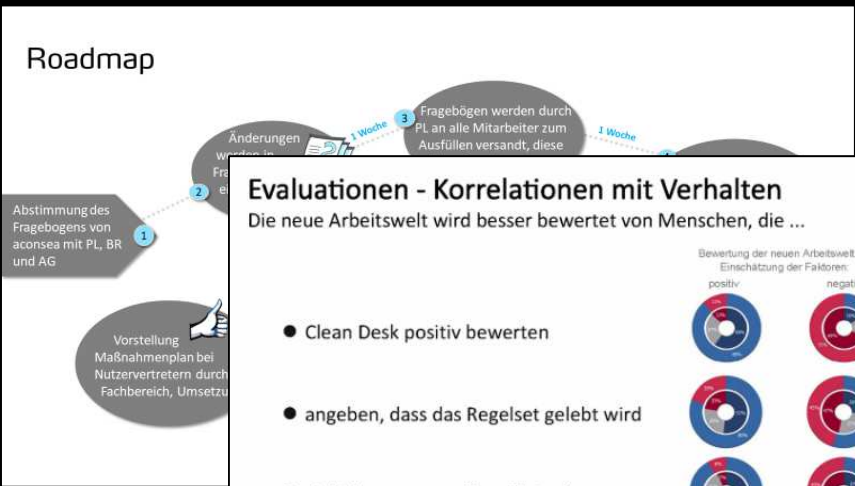 Roadmap
Abstimmung des
Fragebogens von
aconsea mit PL, BR
und AG
1
2
Änderungen
werden in
1 Woche
3
Fragebögen werden durch
PL an alle Mitarbeiter zum
Ausfüllen versandt, diese
1 Woche
Vorstellung
Maßnahmenplan bei
Nutzervertretern durch
Fachbereich, Umsetzu
Evaluationen - Korrelationen mit Verhalten
Die neue Arbeitswelt wird besser bewertet von Menschen, die ...
Bewertung der neuen Arbeitswelt
Einschätzung der Faktoren:
positiv negati
● Clean Desk positiv bewerten
● angeben, dass das Regelset gelebt wird